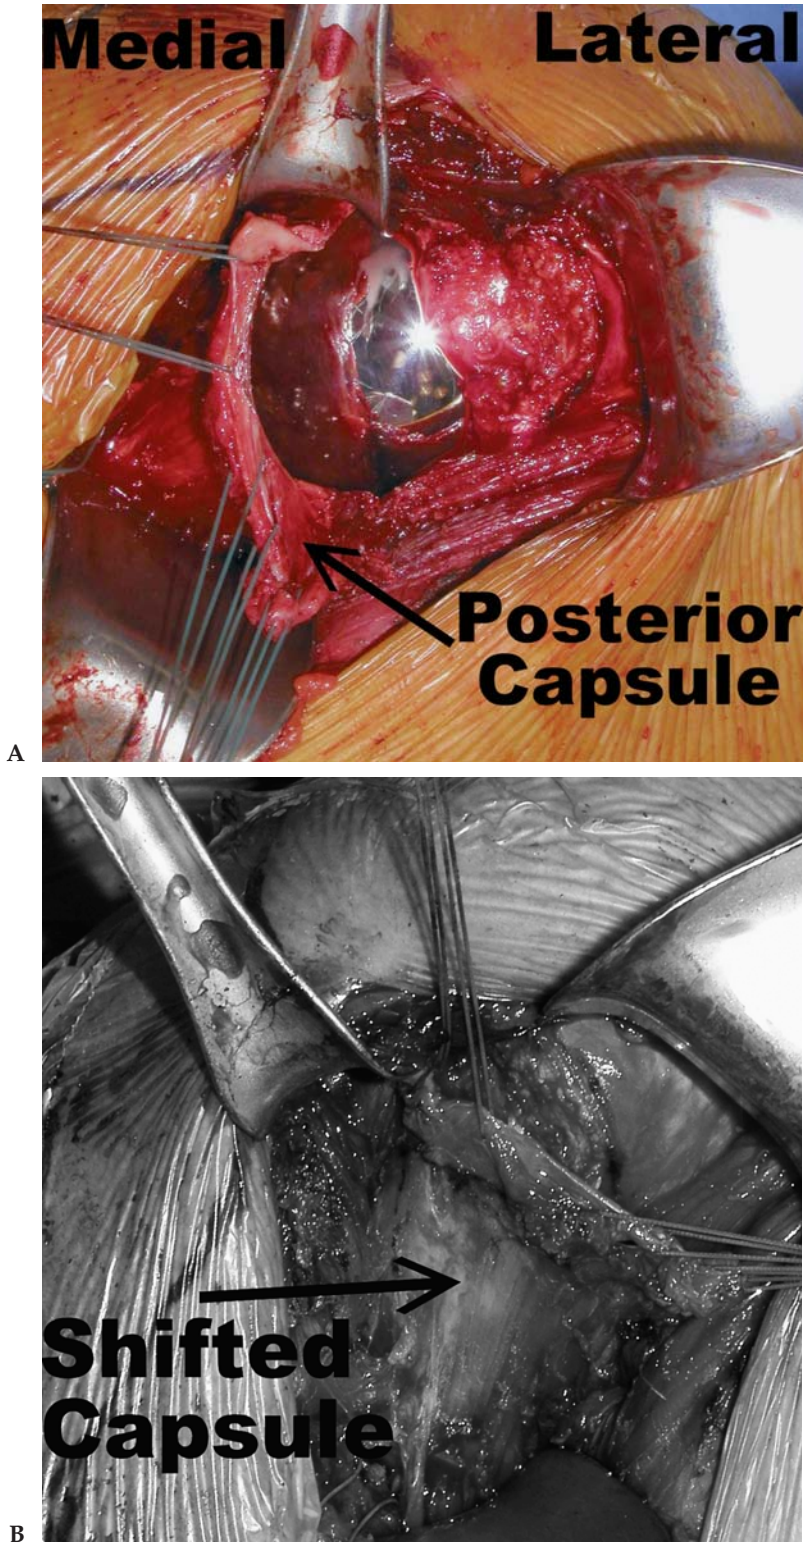 Medial Lateral
Posterior
Capsule
A
Shifted
Capsule
B